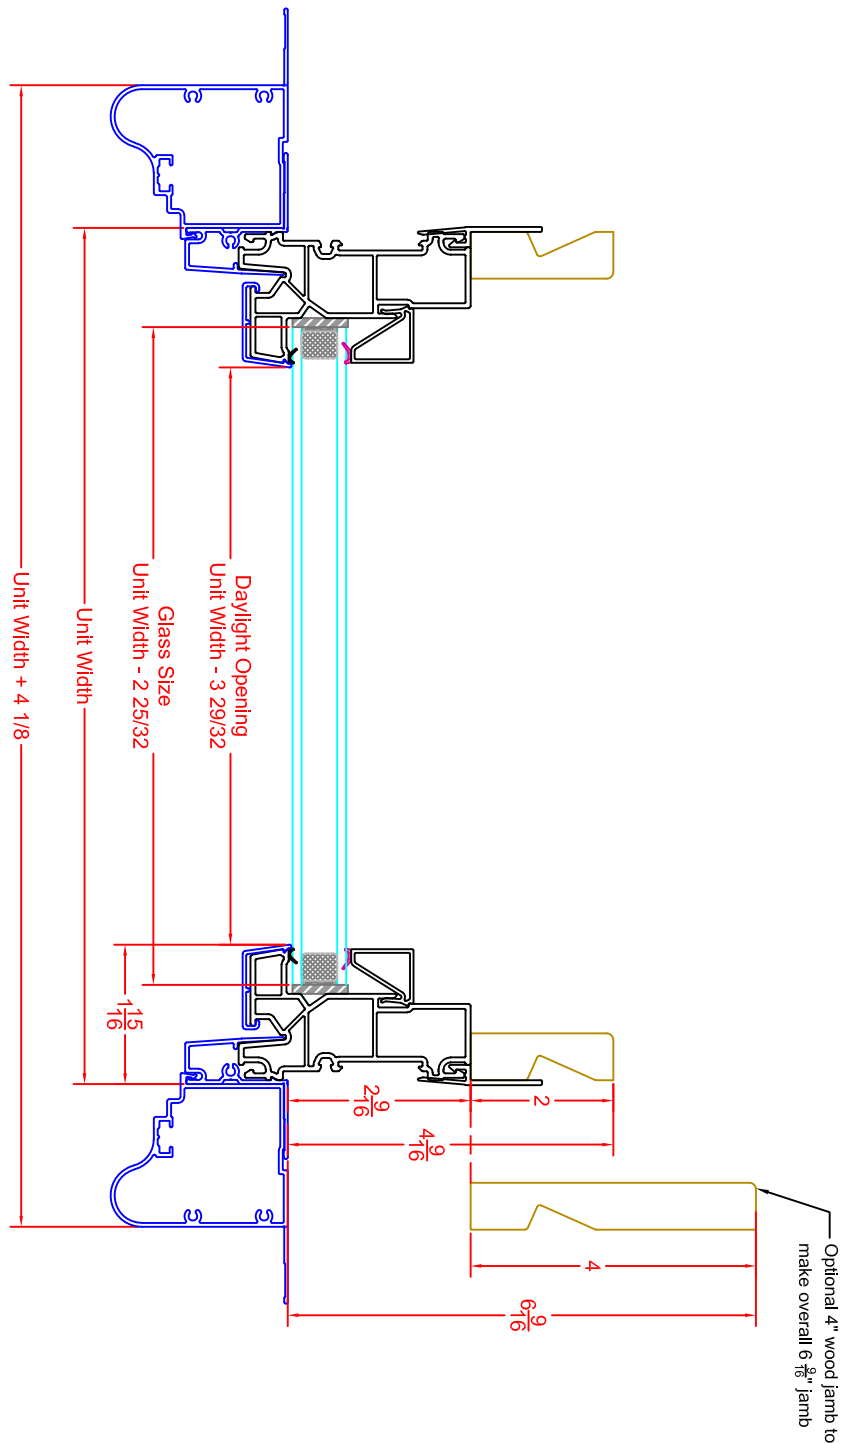 Optional 4" wood jamb to
make overall 6 9/16" jamb
4
6 9/16
2
4 9/16
2 9/16
1 15/16
Daylight Opening
Unit Width - 3 29/32
Glass Size
Unit Width - 2 25/32
Unit Width
Unit Width + 4 1/8